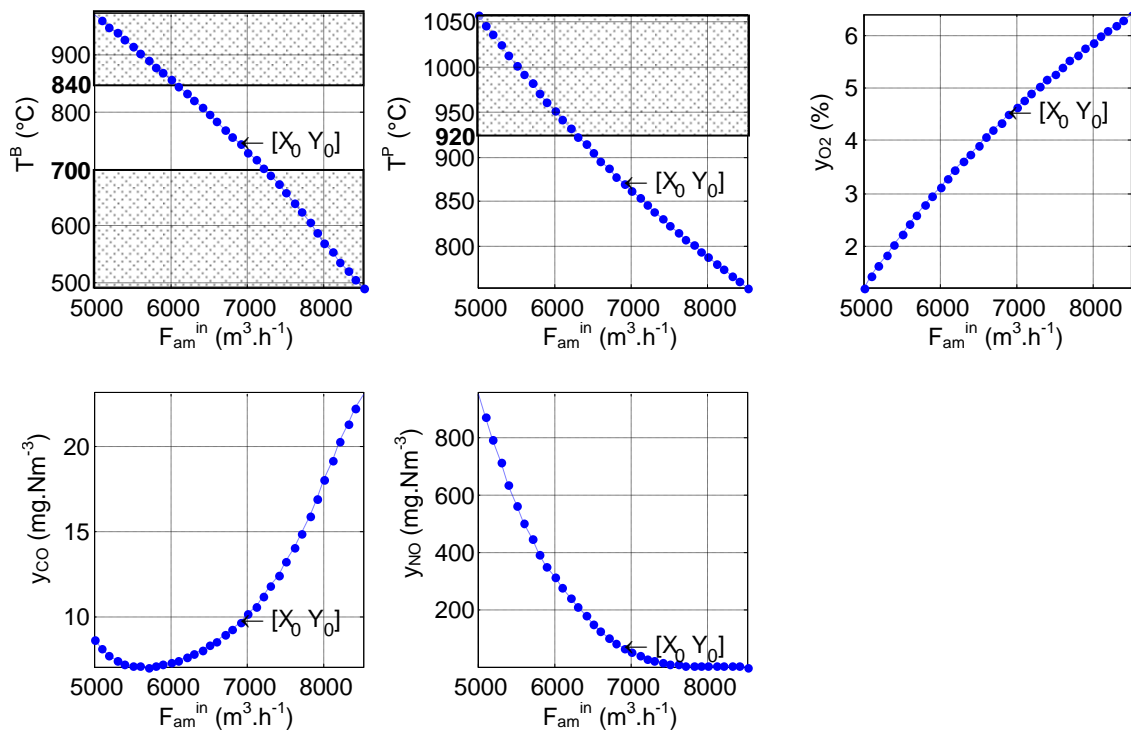 T^B (°C)
900
840
800
700
600
500
[X_0 Y_0]
5000 6000 7000 8000
F_am^in (m^3.h^-1)
T^P (°C)
1050
1000
950
920
900
850
800
[X_0 Y_0]
5000 6000 7000 8000
F_am^in (m^3.h^-1)
y_O2 (%)
6
5
4
3
2
[X_0 Y_0]
5000 6000 7000 8000
F_am^in (m^3.h^-1)
y_CO (mg.Nm^-3)
20
15
10
[X_0 Y_0]
5000 6000 7000 8000
F_am^in (m^3.h^-1)
y_NO (mg.Nm^-3)
800
600
400
200
[X_0 Y_0]
5000 6000 7000 8000
F_am^in (m^3.h^-1)